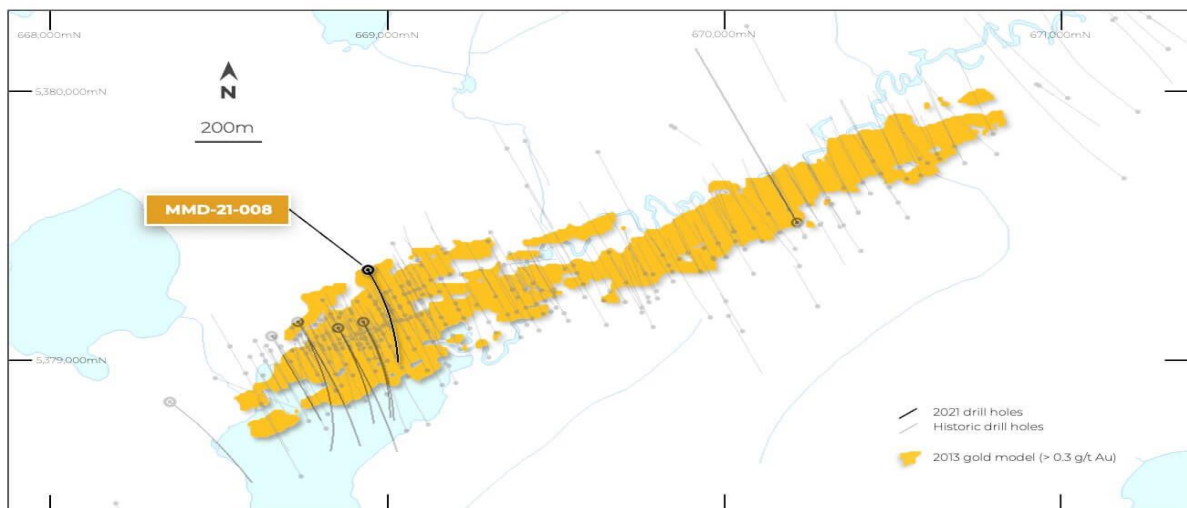 668,000mN
669,000mN
670,000mN
671,000mN
5,380,000mN
N
200m
MMD-21-008
5,379,000mN
2021 drill holes
Historic drill holes
2013 gold model (> 0.3 g/t Au)